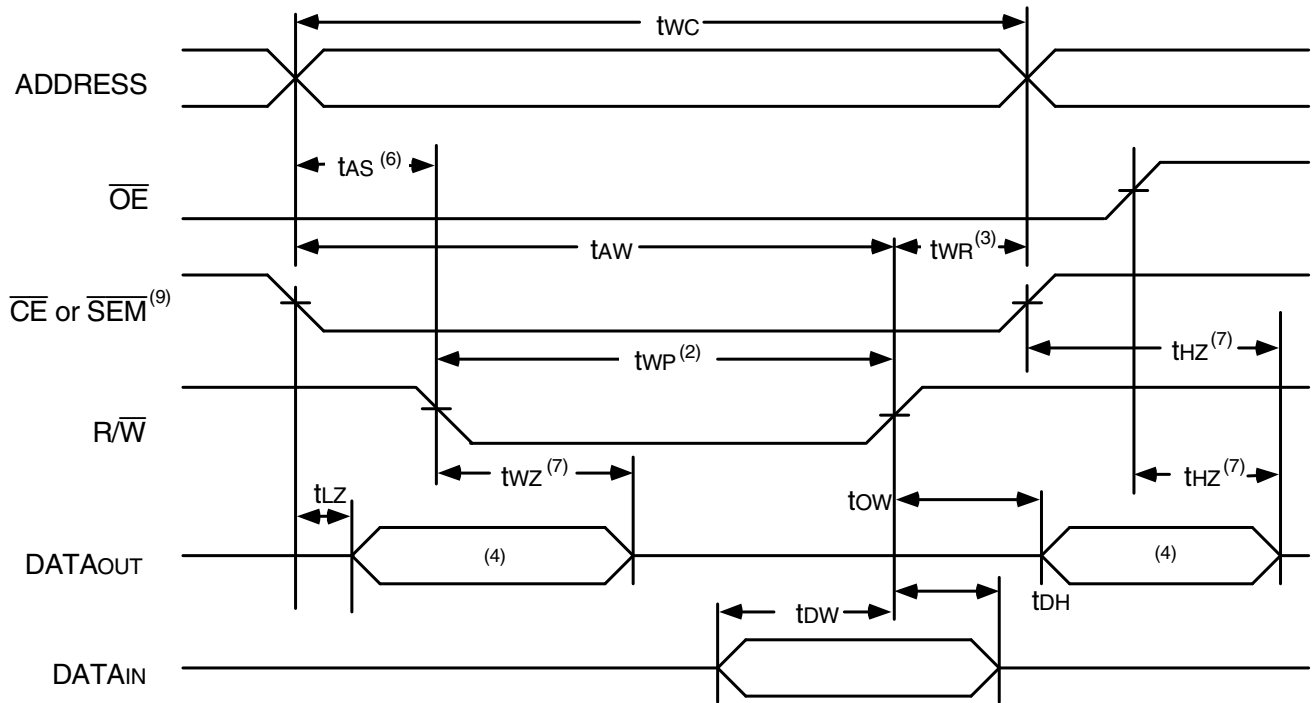 tWC
ADDRESS
tAS (6)
OE
tAW
tWR(3)
CE or SEM(9)
tWP(2)
tHZ(7)
R/W
tWZ(7)
tHZ(7)
tLZ
tOW
DATAOUT
(4)
(4)
tDW
tDH
DATAIN